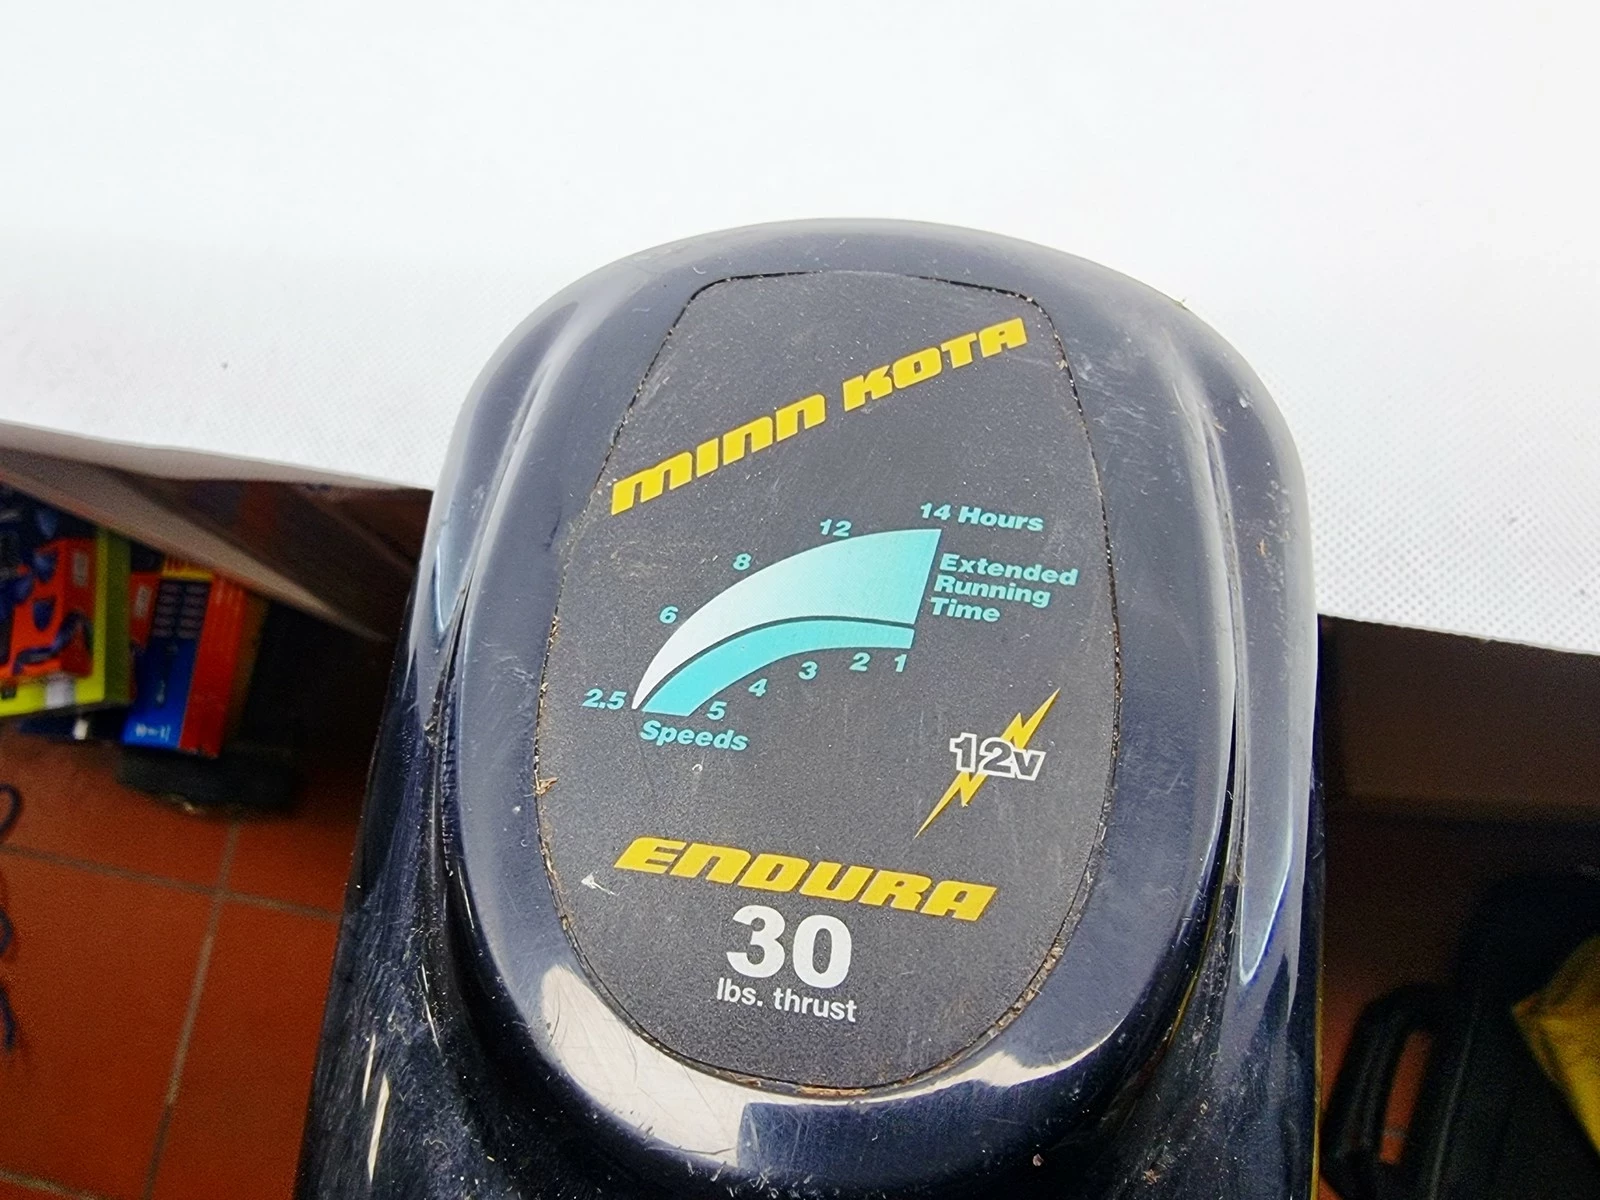 MINN KOTA
14 Hours
12
8
6
2.5
Extended
Running
Time
1
2
3
4
5
Speeds
12v
ENDURA
30
lbs. thrust